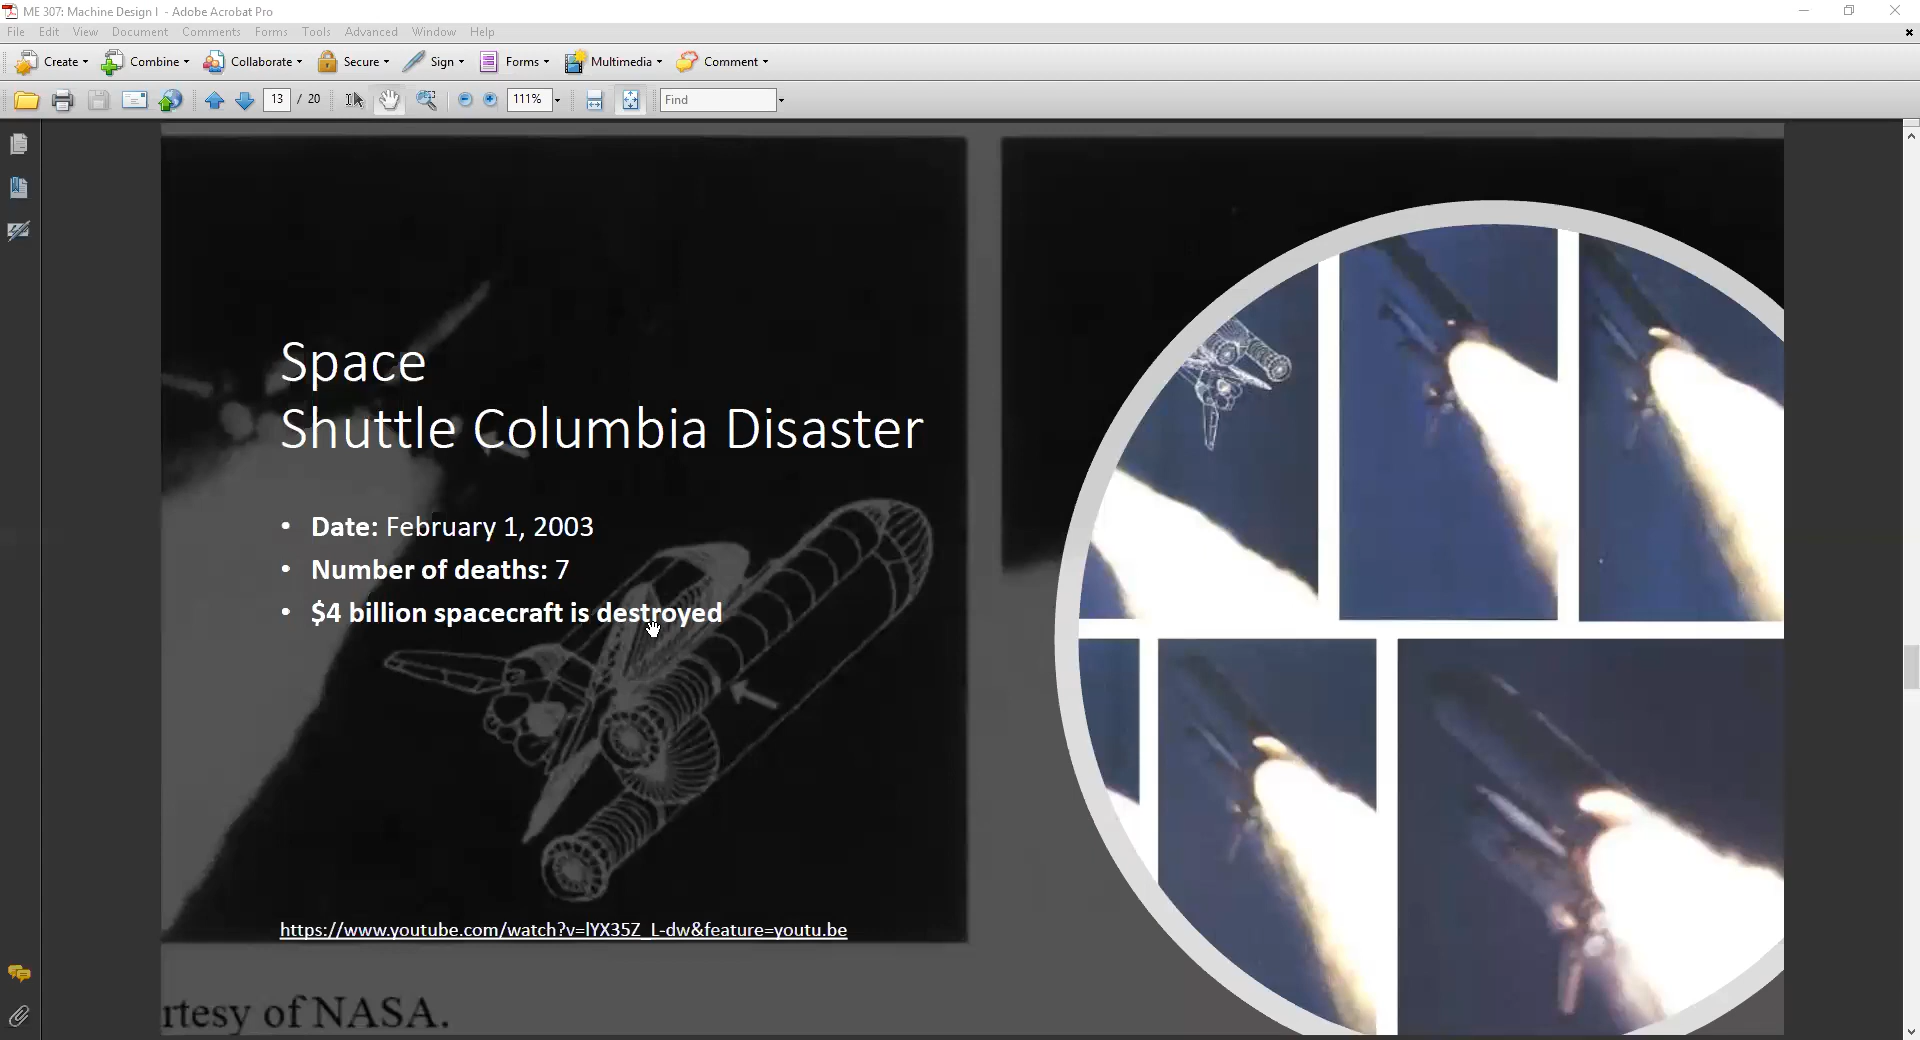 ME 307: Machine Design I - Adobe Acrobat Pro
File Edit View Document Comments Forms Tools Advanced Window Help
Create Combine Collaborate Secure Sign Forms Multimedia Comment
13 / 20 111% Find
Space
Shuttle Columbia Disaster
• Date: February 1, 2003
• Number of deaths: 7
• $4 billion spacecraft is destroyed
https://www.youtube.com/watch?v=lYX35Z_L-dw&feature=youtu.be
rtesy of NASA.